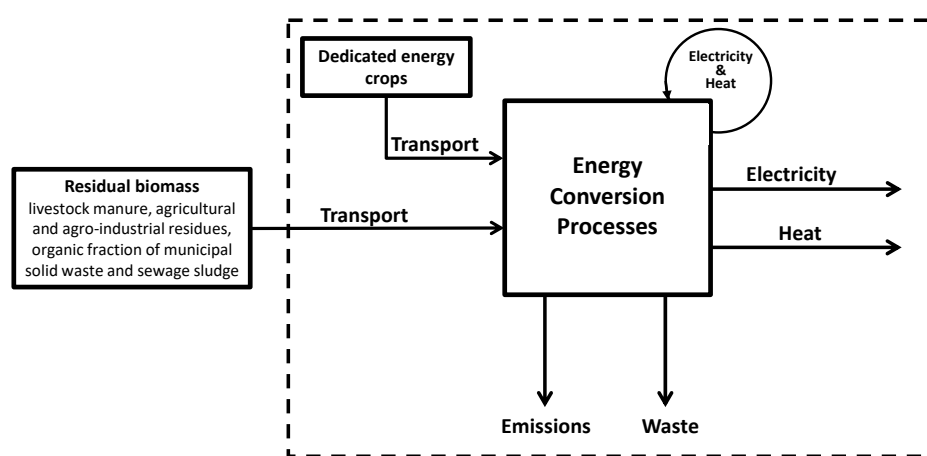 Dedicated energy
crops
Electricity
&
Heat
Transport
Energy
Conversion
Processes
Electricity
Residual biomass
livestock manure, agricultural
and agro-industrial residues,
organic fraction of municipal
solid waste and sewage sludge
Transport
Heat
Emissions
Waste